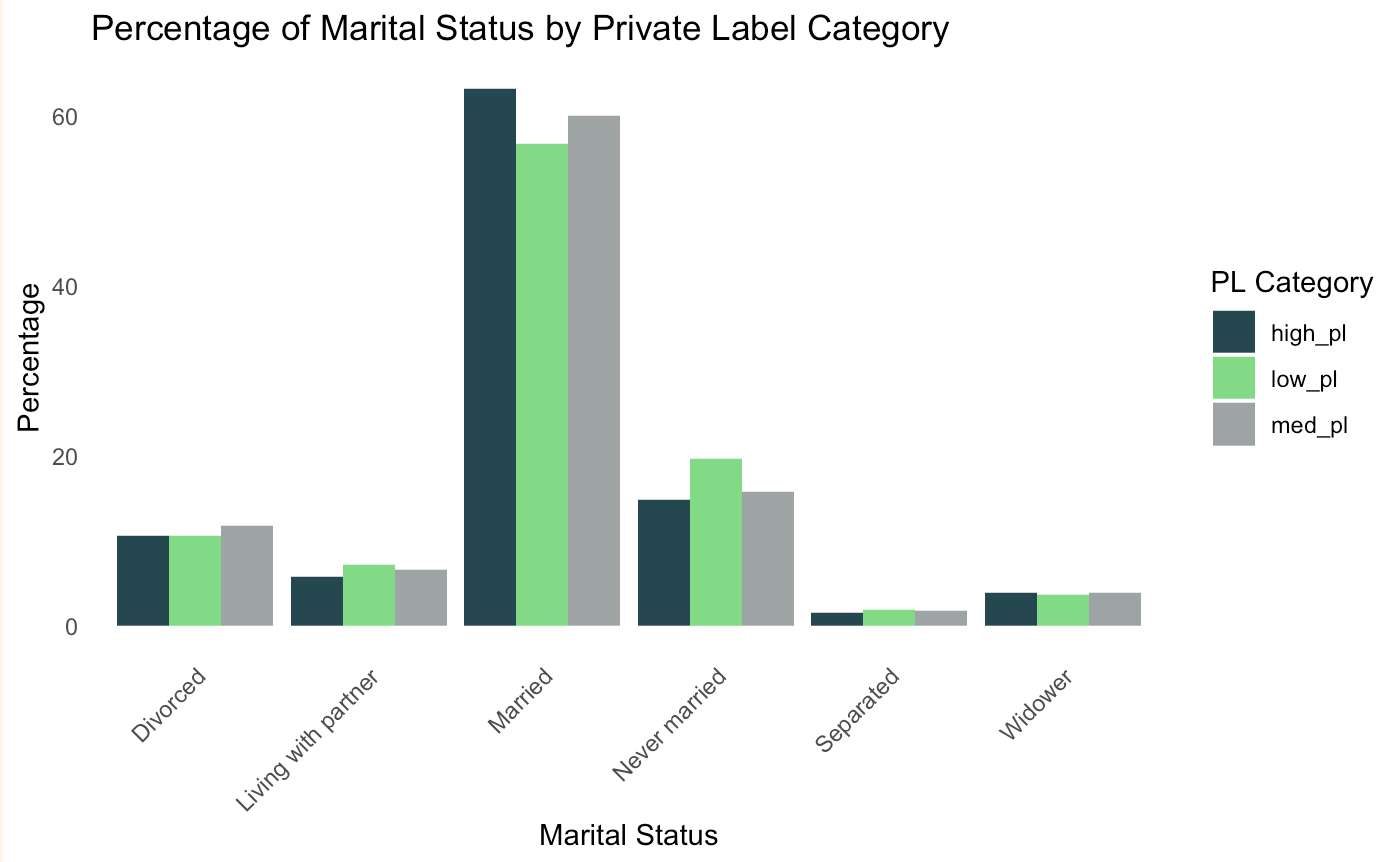 Percentage of Marital Status by Private Label Category
Percentage
60
40
20
0
Divorced
Living with partner
Married
Never married
Separated
Widower
Marital Status
PL Category
high_pl
low_pl
med_pl